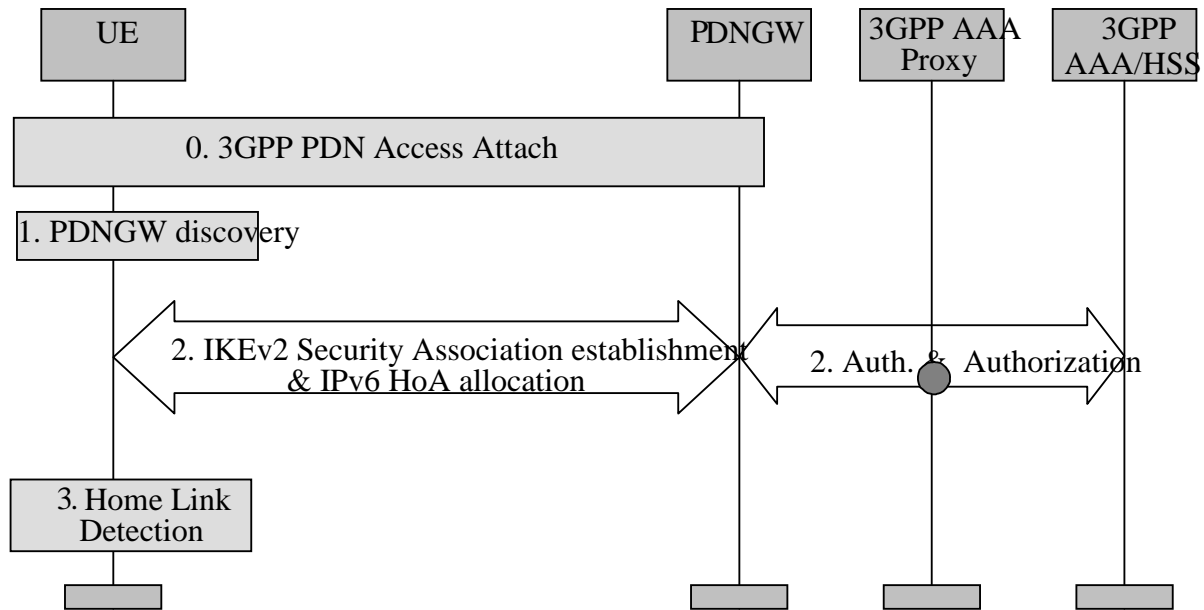 UE
PDNGW
3GPP AAA
Proxy
3GPP
AAA/HSS
0. 3GPP PDN Access Attach
1. PDNGW discovery
2. IKEv2 Security Association establishment
& IPv6 HoA allocation
2. Auth. & Authorization
3. Home Link
Detection